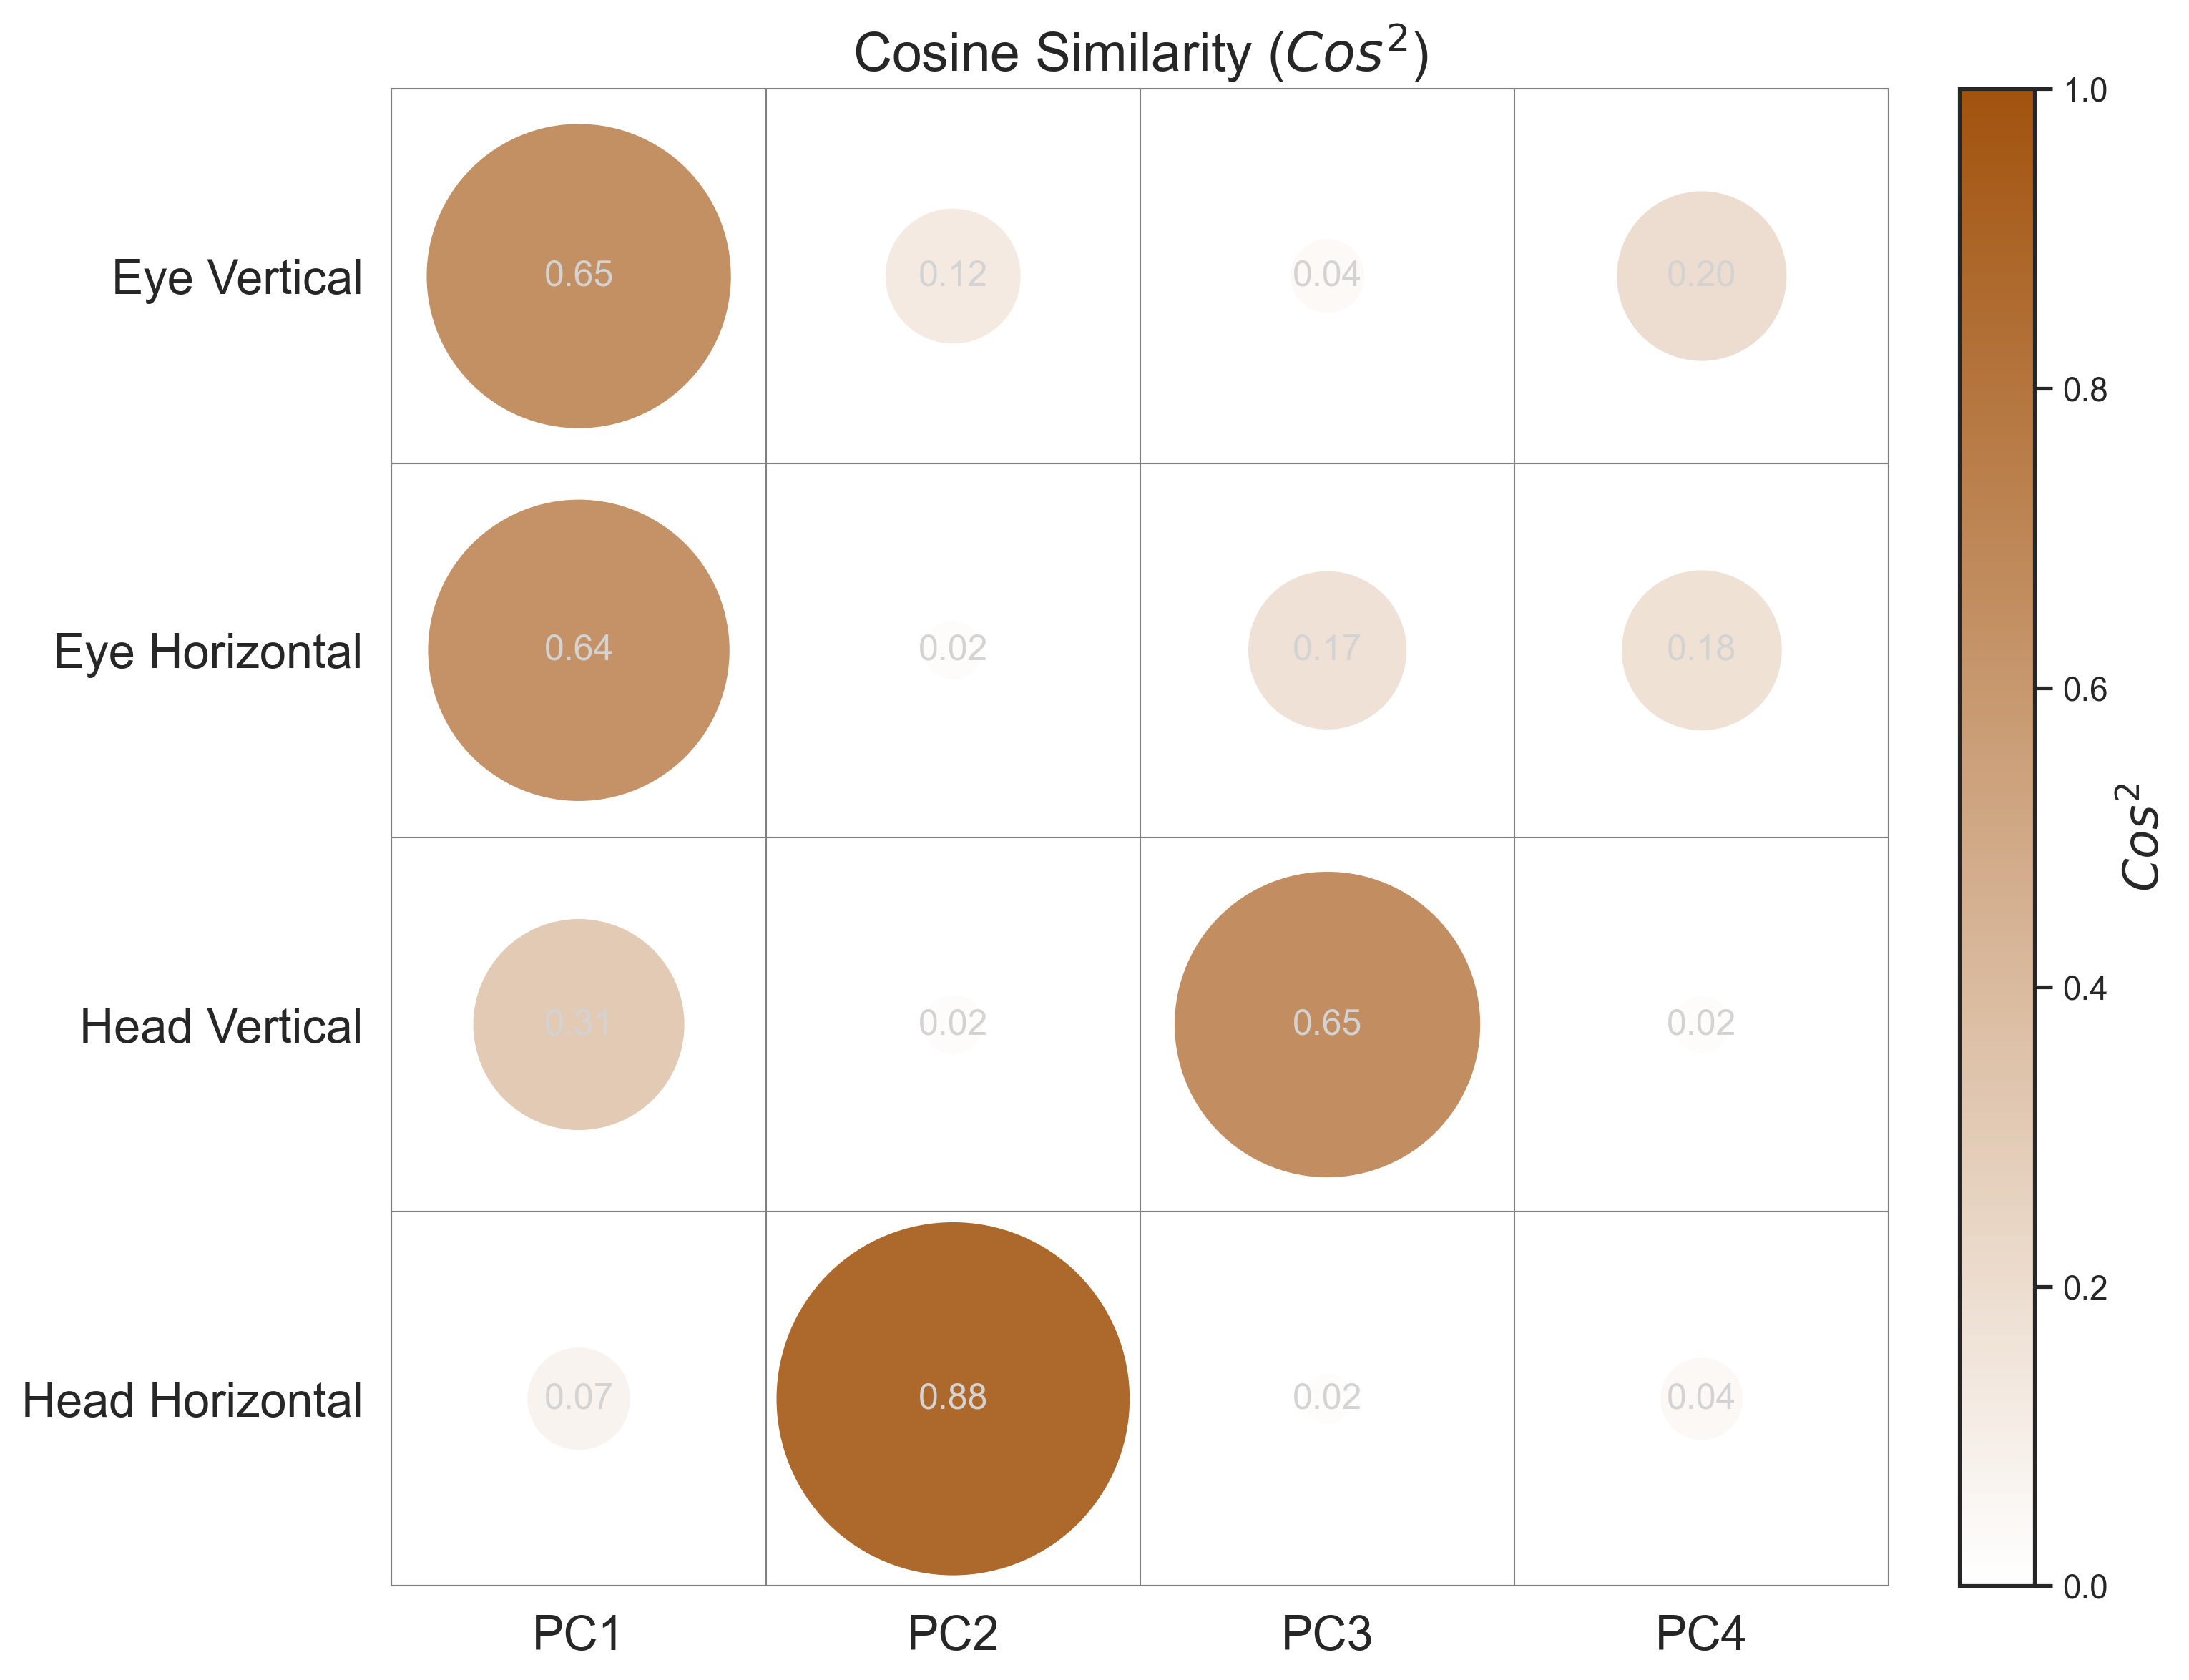 Cosine Similarity (Cos²)
Eye Vertical 0.65 0.12 0.04 0.20
Eye Horizontal 0.64 0.02 0.17 0.18
Head Vertical 0.31 0.02 0.65 0.02
Head Horizontal 0.07 0.88 0.02 0.04
PC1 PC2 PC3 PC4
1.0
0.8
0.6
0.4
0.2
0.0
Cos²